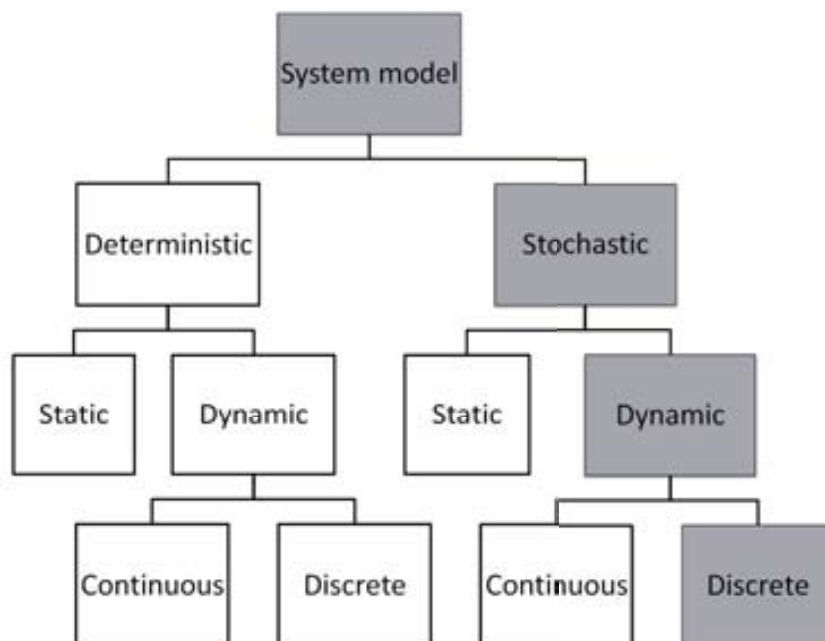 System model
Deterministic
Stochastic
Static
Dynamic
Static
Dynamic
Continuous
Discrete
Continuous
Discrete